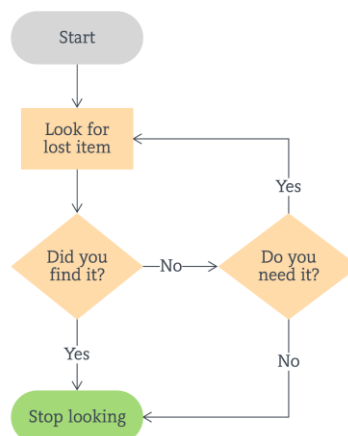 Start
Look for
lost item
Yes
Did you
find it?
No
Do you
need it?
Yes
No
Stop looking